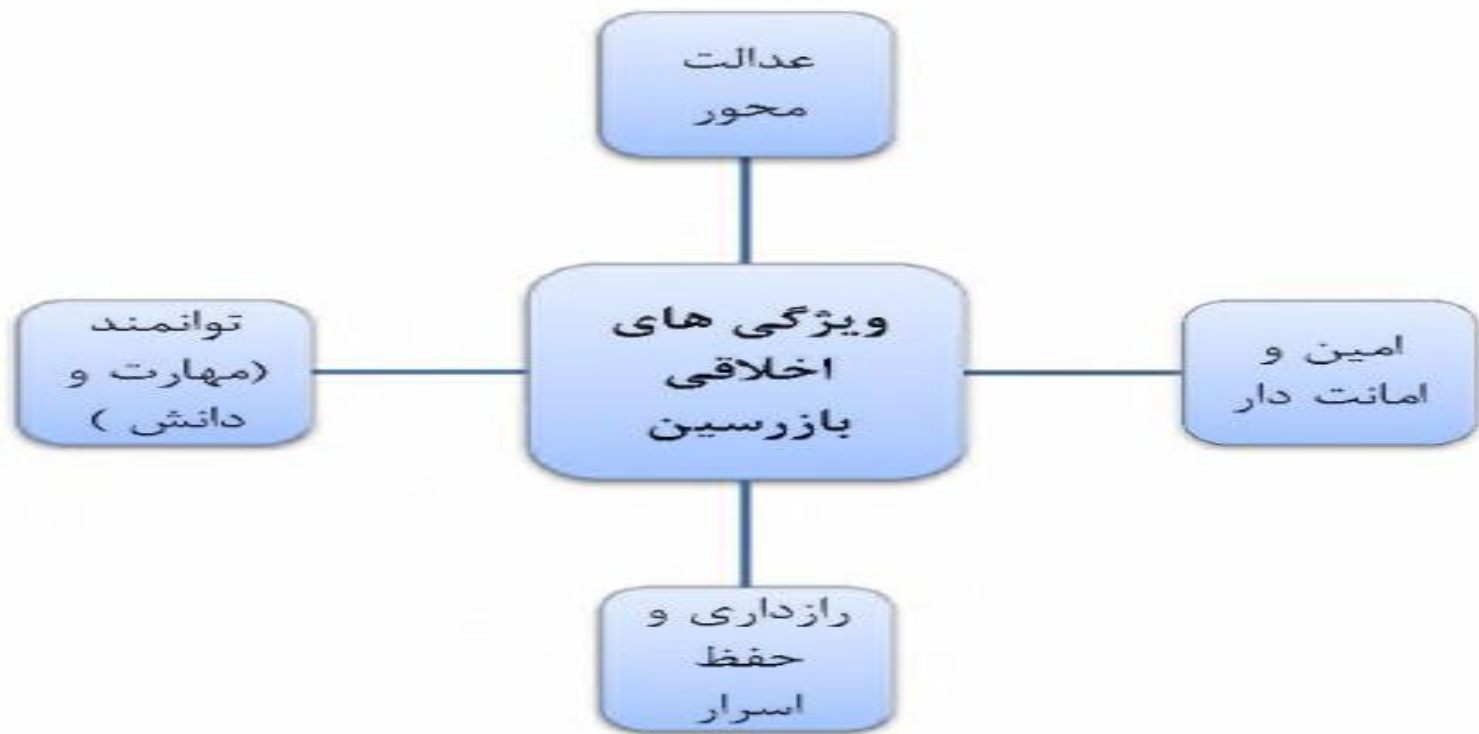 عدالت
محور
ویژگی های
اخلاقی
بازرسین
امین و
امانت دار
توانمند
(مهارت و
دانش )
رازداری و
حفظ
اسرار